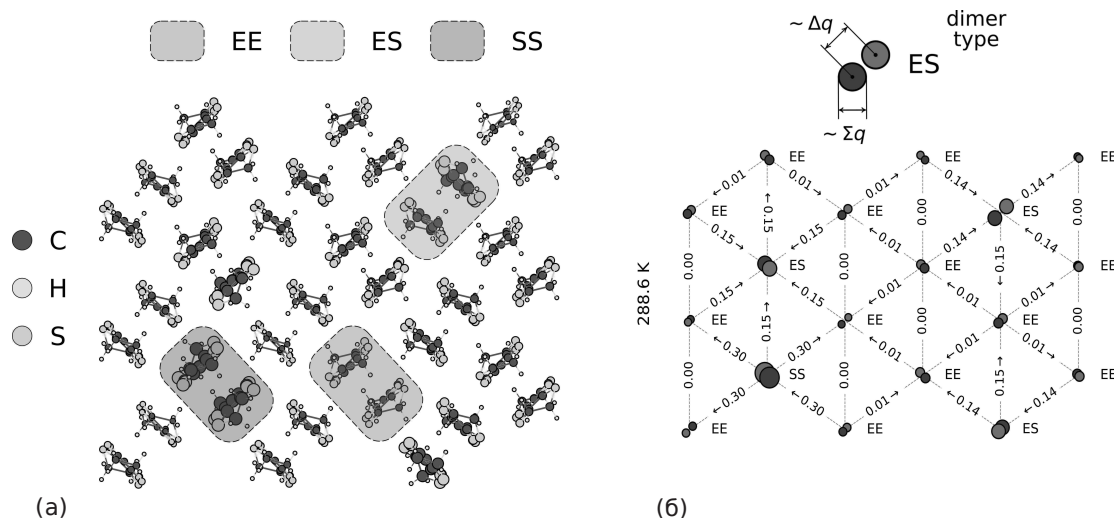 EE ES SS
C
H
S
(a)
~ Δq
dimer
type
ES
~ Σq
288.6 K
EE EE EE
← 0.01 0.01 → 0.01 → 0.14 → 0.14 →
EE ← 0.15 EE 0.00 ES 0.00
0.15 → ← 0.15 ← 0.01 ← 0.14 ← 0.14
0.00 ES 0.00 EE 0.15 → EE
0.15 → ← 0.15 ← 0.01 ← 0.01 0.01 →
EE 0.15 → EE 0.00 EE 0.00
← 0.30 0.30 → ← 0.01 ← 0.01 0.01 →
0.00 SS 0.00 EE 0.15 → EE
← 0.30 ← 0.30 0.01 → ← 0.14 ← 0.14
EE EE ES
(б)